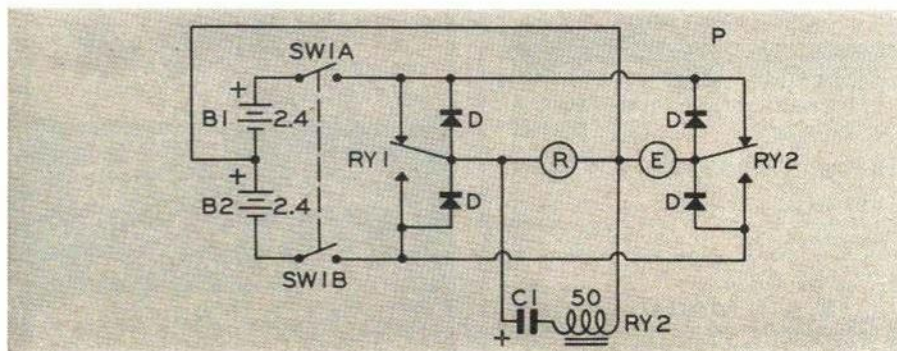 P
SW1A
+
B1 2.4
D
D
RY1
R
E
RY2
+
B2 2.4
D
D
SW1B
C1 50
RY2
+